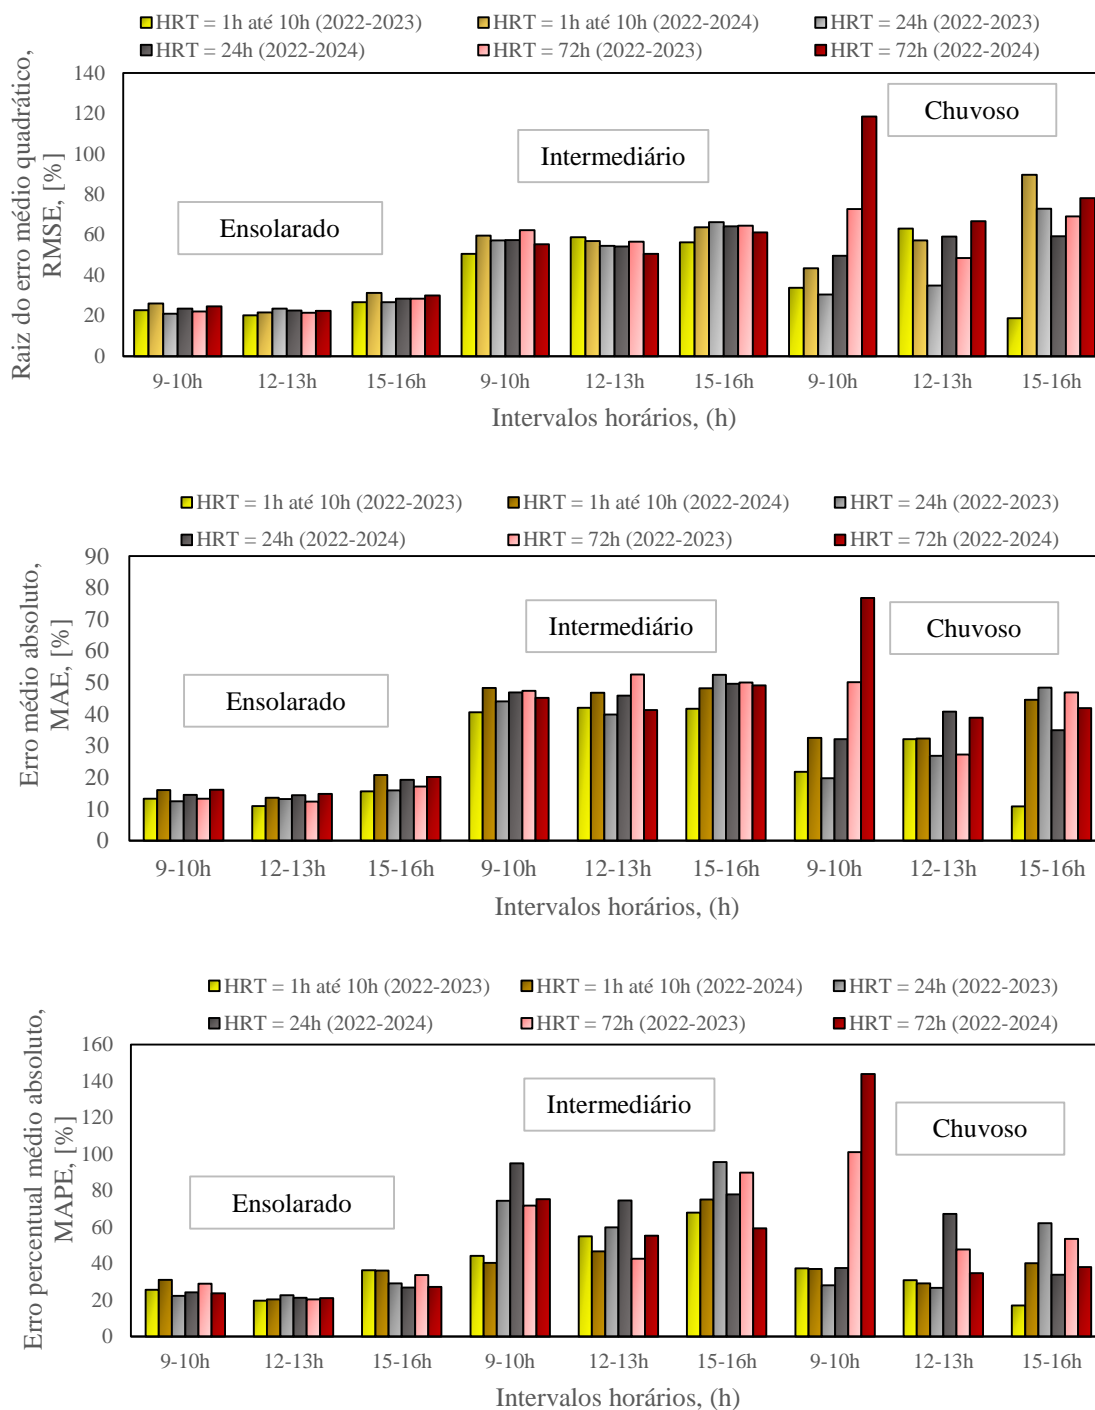 HRT = 1h até 10h (2022-2023)
HRT = 1h até 10h (2022-2023)
HRT = 24h (2022-2023)
HRT = 24h (2022-2024)
HRT = 72h (2022-2023)
HRT = 72h (2022-2024)
Raiz do erro médio quadrático,
RMSE, [%]
140
120
100
80
60
40
20
0
Ensolarado
Intermediário
Chuvoso
9-10h
12-13h
15-16h
9-10h
12-13h
15-16h
9-10h
12-13h
15-16h
Intervalos horários, (h)
HRT = 1h até 10h (2022-2023)
HRT = 1h até 10h (2022-2024)
HRT = 24h (2022-2023)
HRT = 24h (2022-2024)
HRT = 72h (2022-2023)
HRT = 72h (2022-2024)
Erro médio absoluto,
MAE, [%]
90
80
70
60
50
40
30
20
10
0
Ensolarado
Intermediário
Chuvoso
9-10h
12-13h
15-16h
9-10h
12-13h
15-16h
9-10h
12-13h
15-16h
Intervalos horários, (h)
HRT = 1h até 10h (2022-2023)
HRT = 1h até 10h (2022-2024)
HRT = 24h (2022-2023)
HRT = 24h (2022-2024)
HRT = 72h (2022-2023)
HRT = 72h (2022-2024)
Erro percentual médio absoluto,
MAPE, [%]
160
140
120
100
80
60
40
20
0
Ensolarado
Intermediário
Chuvoso
9-10h
12-13h
15-16h
9-10h
12-13h
15-16h
9-10h
12-13h
15-16h
Intervalos horários, (h)